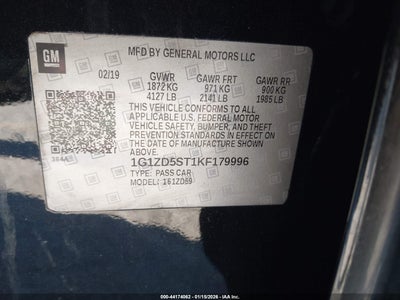 GM
MFD BY GENERAL MOTORS LLC
02/19 GVWR GAWR FRT GAWR RR
1872 KG 971 KG 900 KG
4127 LB 2141 LB 1985 LB
THIS VEHICLE CONFORMS TO ALL
APPLICABLE U.S. FEDERAL MOTOR
VEHICLE SAFETY, BUMPER, AND THEFT
PREVENTION STANDARDS IN EFFECT
ON THE DATE OF MANUFACTURE SHOWN
ABOVE.
1G1ZD5ST1KF179996
TYPE: PASS CAR
MODEL: 1G1ZD69
000-44174062 - 01/15/2026 - IAA Inc.